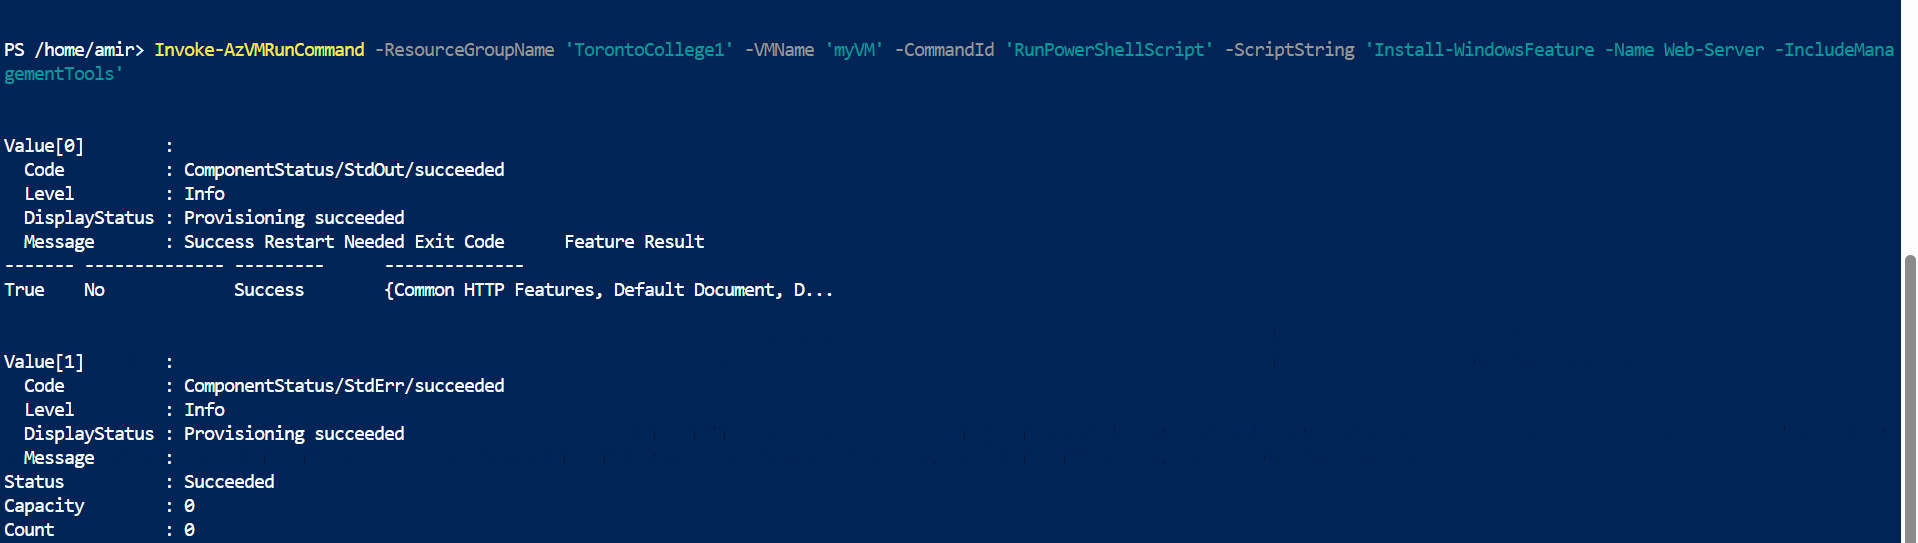 PS /home/amir> Invoke-AzVMRunCommand -ResourceGroupName 'TorontoCollege1' -VMName 'myVM' -CommandId 'RunPowerShellScript' -ScriptString 'Install-WindowsFeature -Name Web-Server -IncludeMana
gementTools'
Value[0]        :
  Code          : ComponentStatus/StdOut/succeeded
  Level         : Info
  DisplayStatus : Provisioning succeeded
  Message       : Success Restart Needed Exit Code      Feature Result
------- -------------- ---------      --------------
True    No             Success        {Common HTTP Features, Default Document, D...
Value[1]        :
  Code          : ComponentStatus/StdErr/succeeded
  Level         : Info
  DisplayStatus : Provisioning succeeded
  Message       :
Status          : Succeeded
Capacity        : 0
Count           : 0